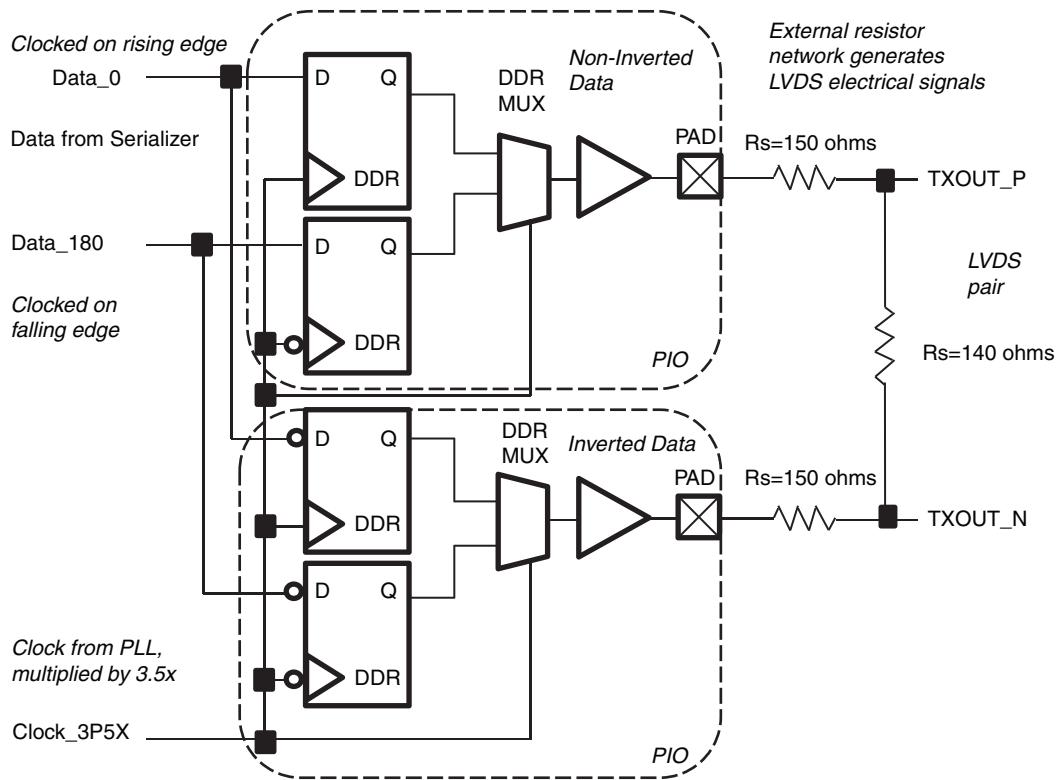 Clocked on rising edge
Data_0
Data from Serializer
Data_180
Clocked on
falling edge
D
Q
DDR
D
Q
DDR
DDR
MUX
Non-Inverted
Data
PAD
PIO
External resistor
network generates
LVDS electrical signals
Rs=150 ohms
TXOUT_P
LVDS
pair
Rs=140 ohms
D
Q
DDR
D
Q
DDR
DDR
MUX
Inverted Data
PAD
Rs=150 ohms
TXOUT_N
Clock from PLL,
multiplied by 3.5x
Clock_3P5X
PIO